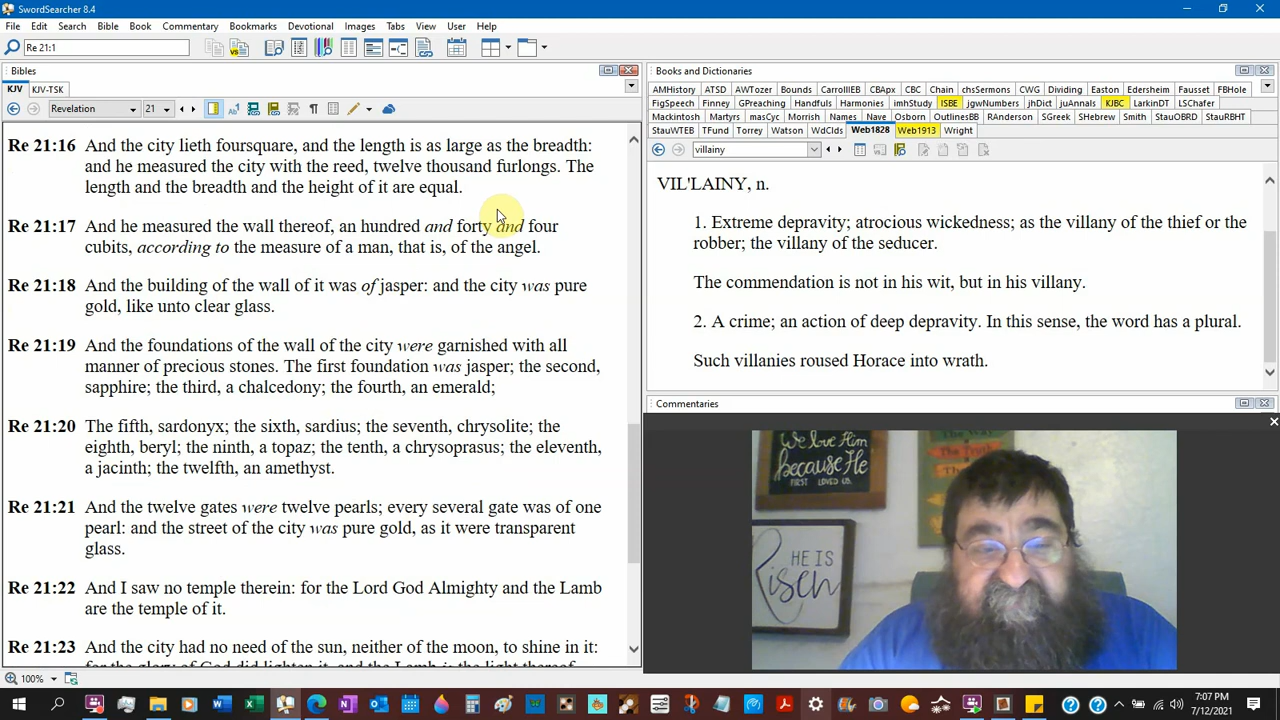 SwordSearcher 8.4
File Edit Search Bible Book Commentary Bookmarks Devotional Images Tabs View User Help
Re 21:1
Bibles
KJV KJV-TSK
Revelation 21
Re 21:16 And the city lieth foursquare, and the length is as large as the breadth:
and he measured the city with the reed, twelve thousand furlongs. The
length and the breadth and the height of it are equal.
Re 21:17 And he measured the wall thereof, an hundred and forty and four
cubits, according to the measure of a man, that is, of the angel.
Re 21:18 And the building of the wall of it was of jasper: and the city was pure
gold, like unto clear glass.
Re 21:19 And the foundations of the wall of the city were garnished with all
manner of precious stones. The first foundation was jasper; the second,
sapphire; the third, a chalcedony; the fourth, an emerald;
Re 21:20 The fifth, sardonyx; the sixth, sardius; the seventh, chrysolite; the
eighth, beryl; the ninth, a topaz; the tenth, a chrysoprasus; the eleventh,
a jacinth; the twelfth, an amethyst.
Re 21:21 And the twelve gates were twelve pearls; every several gate was of one
pearl: and the street of the city was pure gold, as it were transparent
glass.
Re 21:22 And I saw no temple therein: for the Lord God Almighty and the Lamb
are the temple of it.
Re 21:23 And the city had no need of the sun, neither of the moon, to shine in it:
for the glory of God did lighten it, and the Lamb is the light thereof.
100%
Books and Dictionaries
AMHistory ATSD AWTozer Bounds CarrollIEB CBApx CBC Chain chsSermons CWG Dividing Easton Edersheim Fausset FBHole
FigSpeech Finney GPreaching Handfuls Harmonies imhStudy ISBE jgwNumbers jhDict juAnnals KJBC LarkinDT LSChafer
Mackintosh Martyrs masCyc Morrish Names Nave Osborn OutlinesBB RAnderson SGreek SHebrew Smith StauOBRD StauRBHT
StauWTEB TFund Torrey Watson WdClds Web1828 Web1913 Wright
villainy
VIL'LAINY, n.
1. Extreme depravity; atrocious wickedness; as the villany of the thief or the
robber; the villany of the seducer.
The commendation is not in his wit, but in his villany.
2. A crime; an action of deep depravity. In this sense, the word has a plural.
Such villanies roused Horace into wrath.
Commentaries
We love Him
because He
FIRST LOVED US.
HE IS
Risen
7:07 PM
7/12/2021